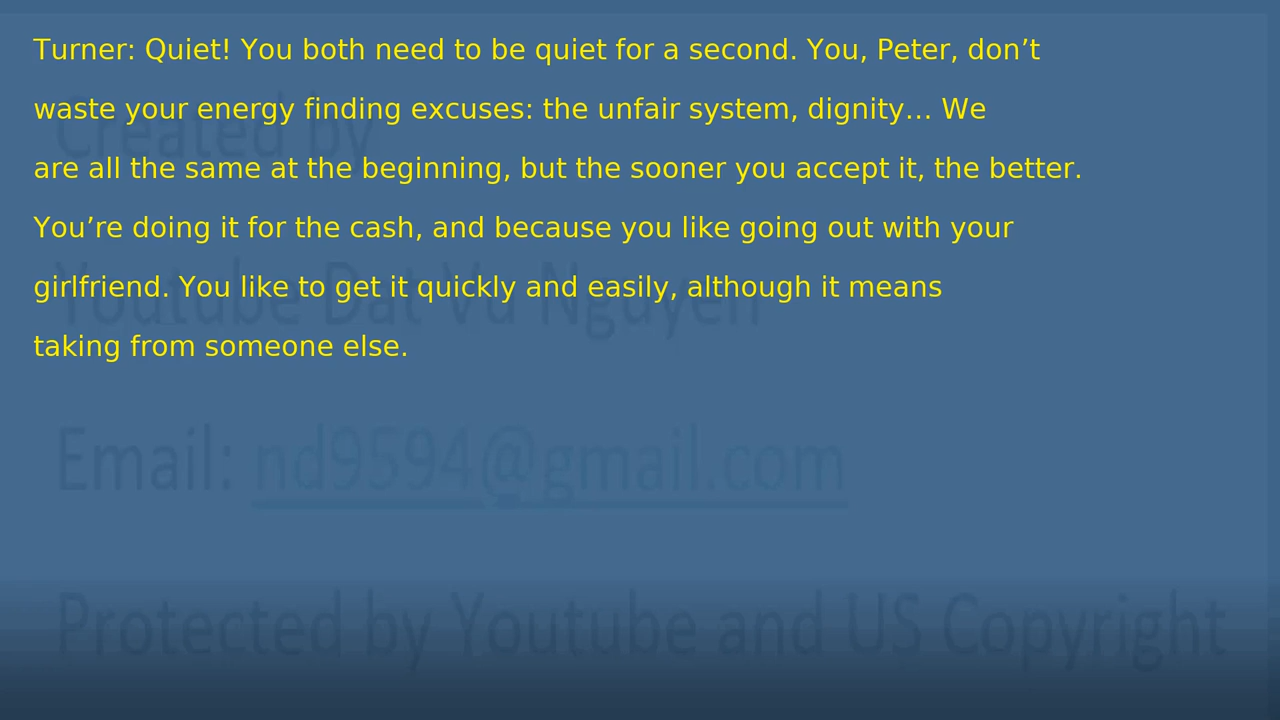 Turner: Quiet! You both need to be quiet for a second. You, Peter, don’t
waste your energy finding excuses: the unfair system, dignity… We
are all the same at the beginning, but the sooner you accept it, the better.
You’re doing it for the cash, and because you like going out with your
girlfriend. You like to get it quickly and easily, although it means
taking from someone else.
Created by
Youtube Dat Vu Nguyen
Email: nd9594@gmail.com
Protected by Youtube and US Copyright